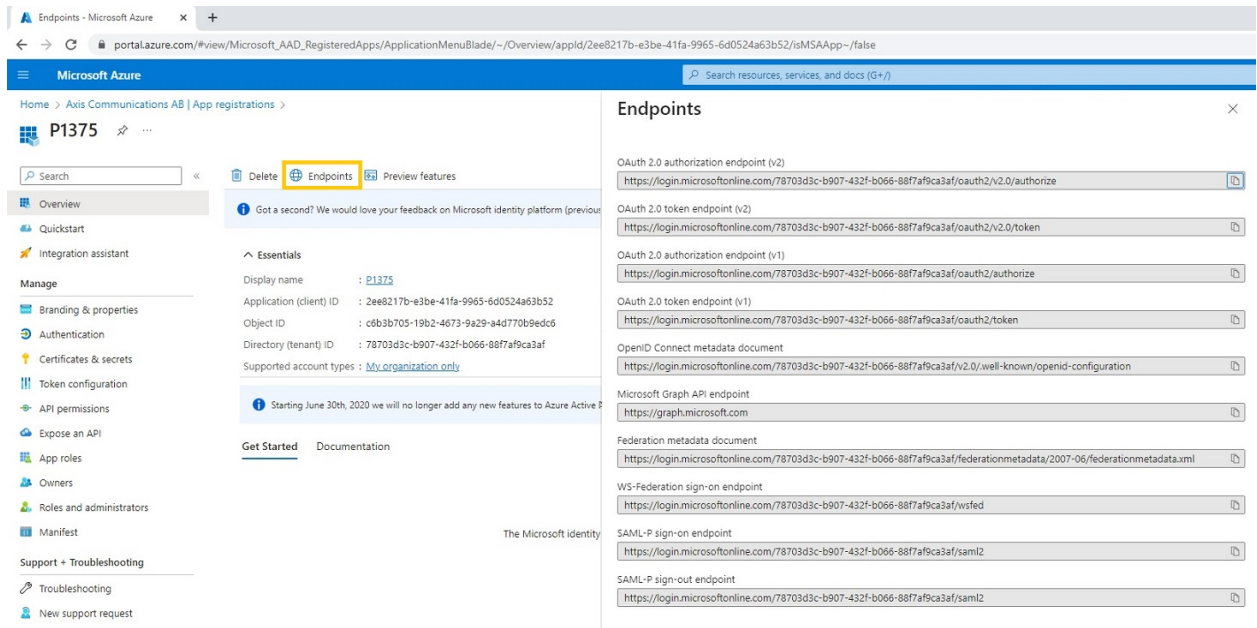 Endpoints - Microsoft Azure
portal.azure.com/#view/Microsoft_AAD_RegisteredApps/ApplicationMenuBlade/~/Overview/appId/2ee8217b-e3be-41fa-9965-6d0524a63b52/isMSAApp~/false
Microsoft Azure
Search resources, services, and docs (G+/)
Home > Axis Communications AB | App registrations >
P1375
Search
Overview
Quickstart
Integration assistant
Manage
Branding & properties
Authentication
Certificates & secrets
Token configuration
API permissions
Expose an API
App roles
Owners
Roles and administrators
Manifest
Support + Troubleshooting
Troubleshooting
New support request
Delete
Endpoints
Preview features
Got a second? We would love your feedback on Microsoft identity platform (previous
Essentials
Display name : P1375
Application (client) ID : 2ee8217b-e3be-41fa-9965-6d0524a63b52
Object ID : c6b3b705-19b2-4673-9a29-a4d770b9edc6
Directory (tenant) ID : 78703d3c-b907-432f-b066-88f7af9ca3af
Supported account types : My organization only
Starting June 30th, 2020 we will no longer add any new features to Azure Active
Get Started
Documentation
The Microsoft identity
Endpoints
OAuth 2.0 authorization endpoint (v2)
https://login.microsoftonline.com/78703d3c-b907-432f-b066-88f7af9ca3af/oauth2/v2.0/authorize
OAuth 2.0 token endpoint (v2)
https://login.microsoftonline.com/78703d3c-b907-432f-b066-88f7af9ca3af/oauth2/v2.0/token
OAuth 2.0 authorization endpoint (v1)
https://login.microsoftonline.com/78703d3c-b907-432f-b066-88f7af9ca3af/oauth2/authorize
OAuth 2.0 token endpoint (v1)
https://login.microsoftonline.com/78703d3c-b907-432f-b066-88f7af9ca3af/oauth2/token
OpenID Connect metadata document
https://login.microsoftonline.com/78703d3c-b907-432f-b066-88f7af9ca3af/v2.0/.well-known/openid-configuration
Microsoft Graph API endpoint
https://graph.microsoft.com
Federation metadata document
https://login.microsoftonline.com/78703d3c-b907-432f-b066-88f7af9ca3af/federationmetadata/2007-06/federationmetadata.xml
WS-Federation sign-on endpoint
https://login.microsoftonline.com/78703d3c-b907-432f-b066-88f7af9ca3af/wsfed
SAML-P sign-on endpoint
https://login.microsoftonline.com/78703d3c-b907-432f-b066-88f7af9ca3af/saml2
SAML-P sign-out endpoint
https://login.microsoftonline.com/78703d3c-b907-432f-b066-88f7af9ca3af/saml2